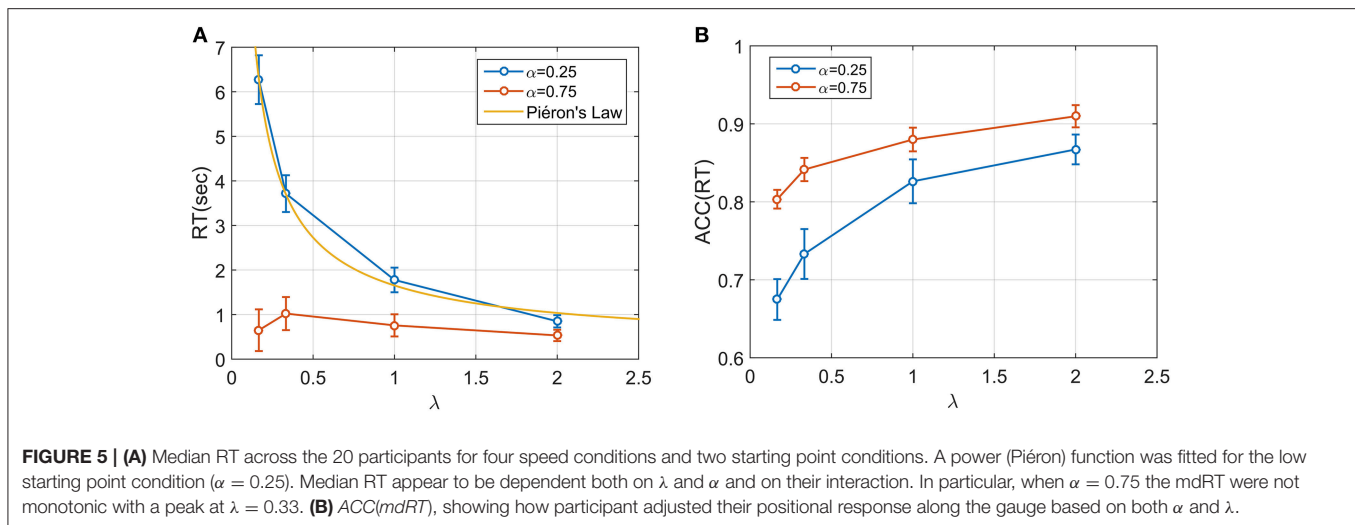 A
7
6
5
4
3
2
1
0
RT(sec)
0 0.5 1 1.5 2 2.5
λ
α=0.25
α=0.75
Piéron's Law
B
1
0.9
0.8
0.7
0.6
ACC(RT)
0 0.5 1 1.5 2 2.5
λ
α=0.25
α=0.75
FIGURE 5 | (A) Median RT across the 20 participants for four speed conditions and two starting point conditions. A power (Piéron) function was fitted for the low
starting point condition (α = 0.25). Median RT appear to be dependent both on λ and α and on their interaction. In particular, when α = 0.75 the mdRT were not
monotonic with a peak at λ = 0.33. (B) ACC(mdRT), showing how participant adjusted their positional response along the gauge based on both α and λ.